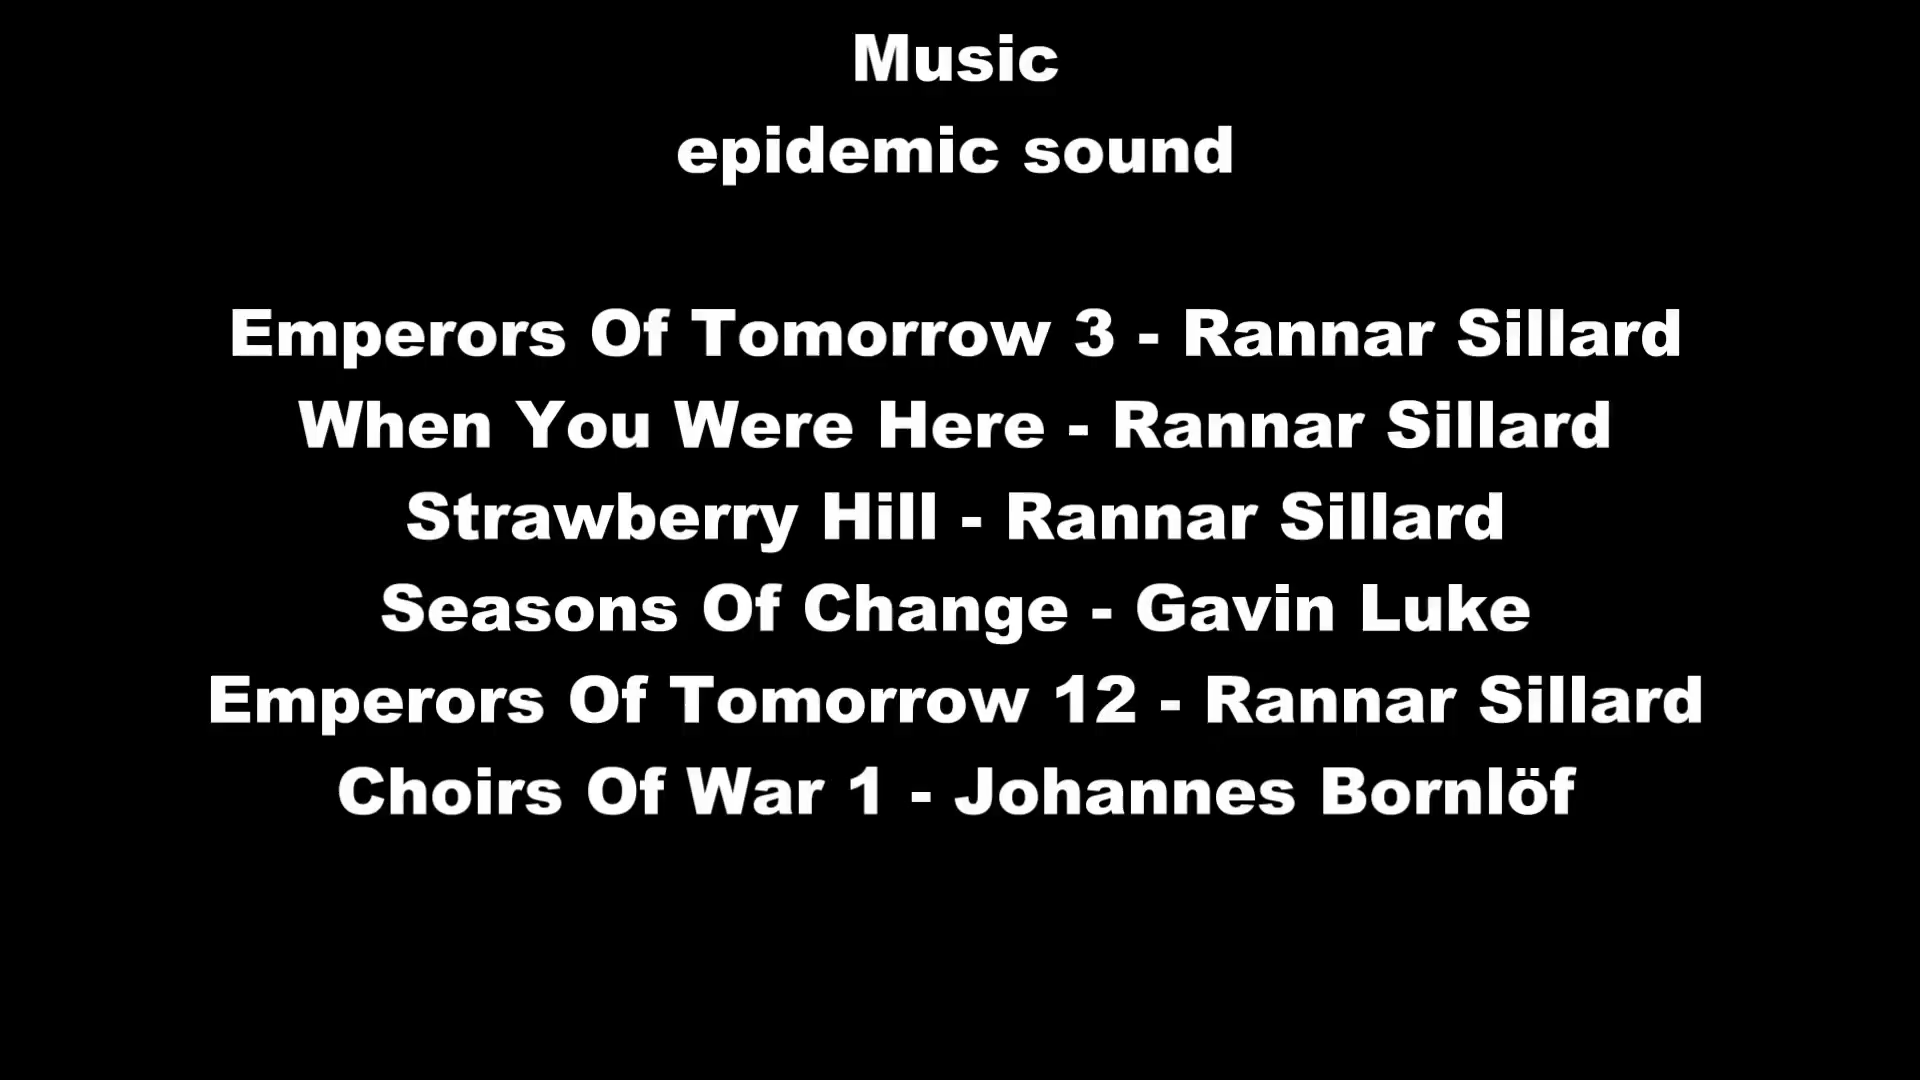 Music
epidemic sound
Emperors Of Tomorrow 3 - Rannar Sillard
When You Were Here - Rannar Sillard
Strawberry Hill - Rannar Sillard
Seasons Of Change - Gavin Luke
Emperors Of Tomorrow 12 - Rannar Sillard
Choirs Of War 1 - Johannes Bornlöf